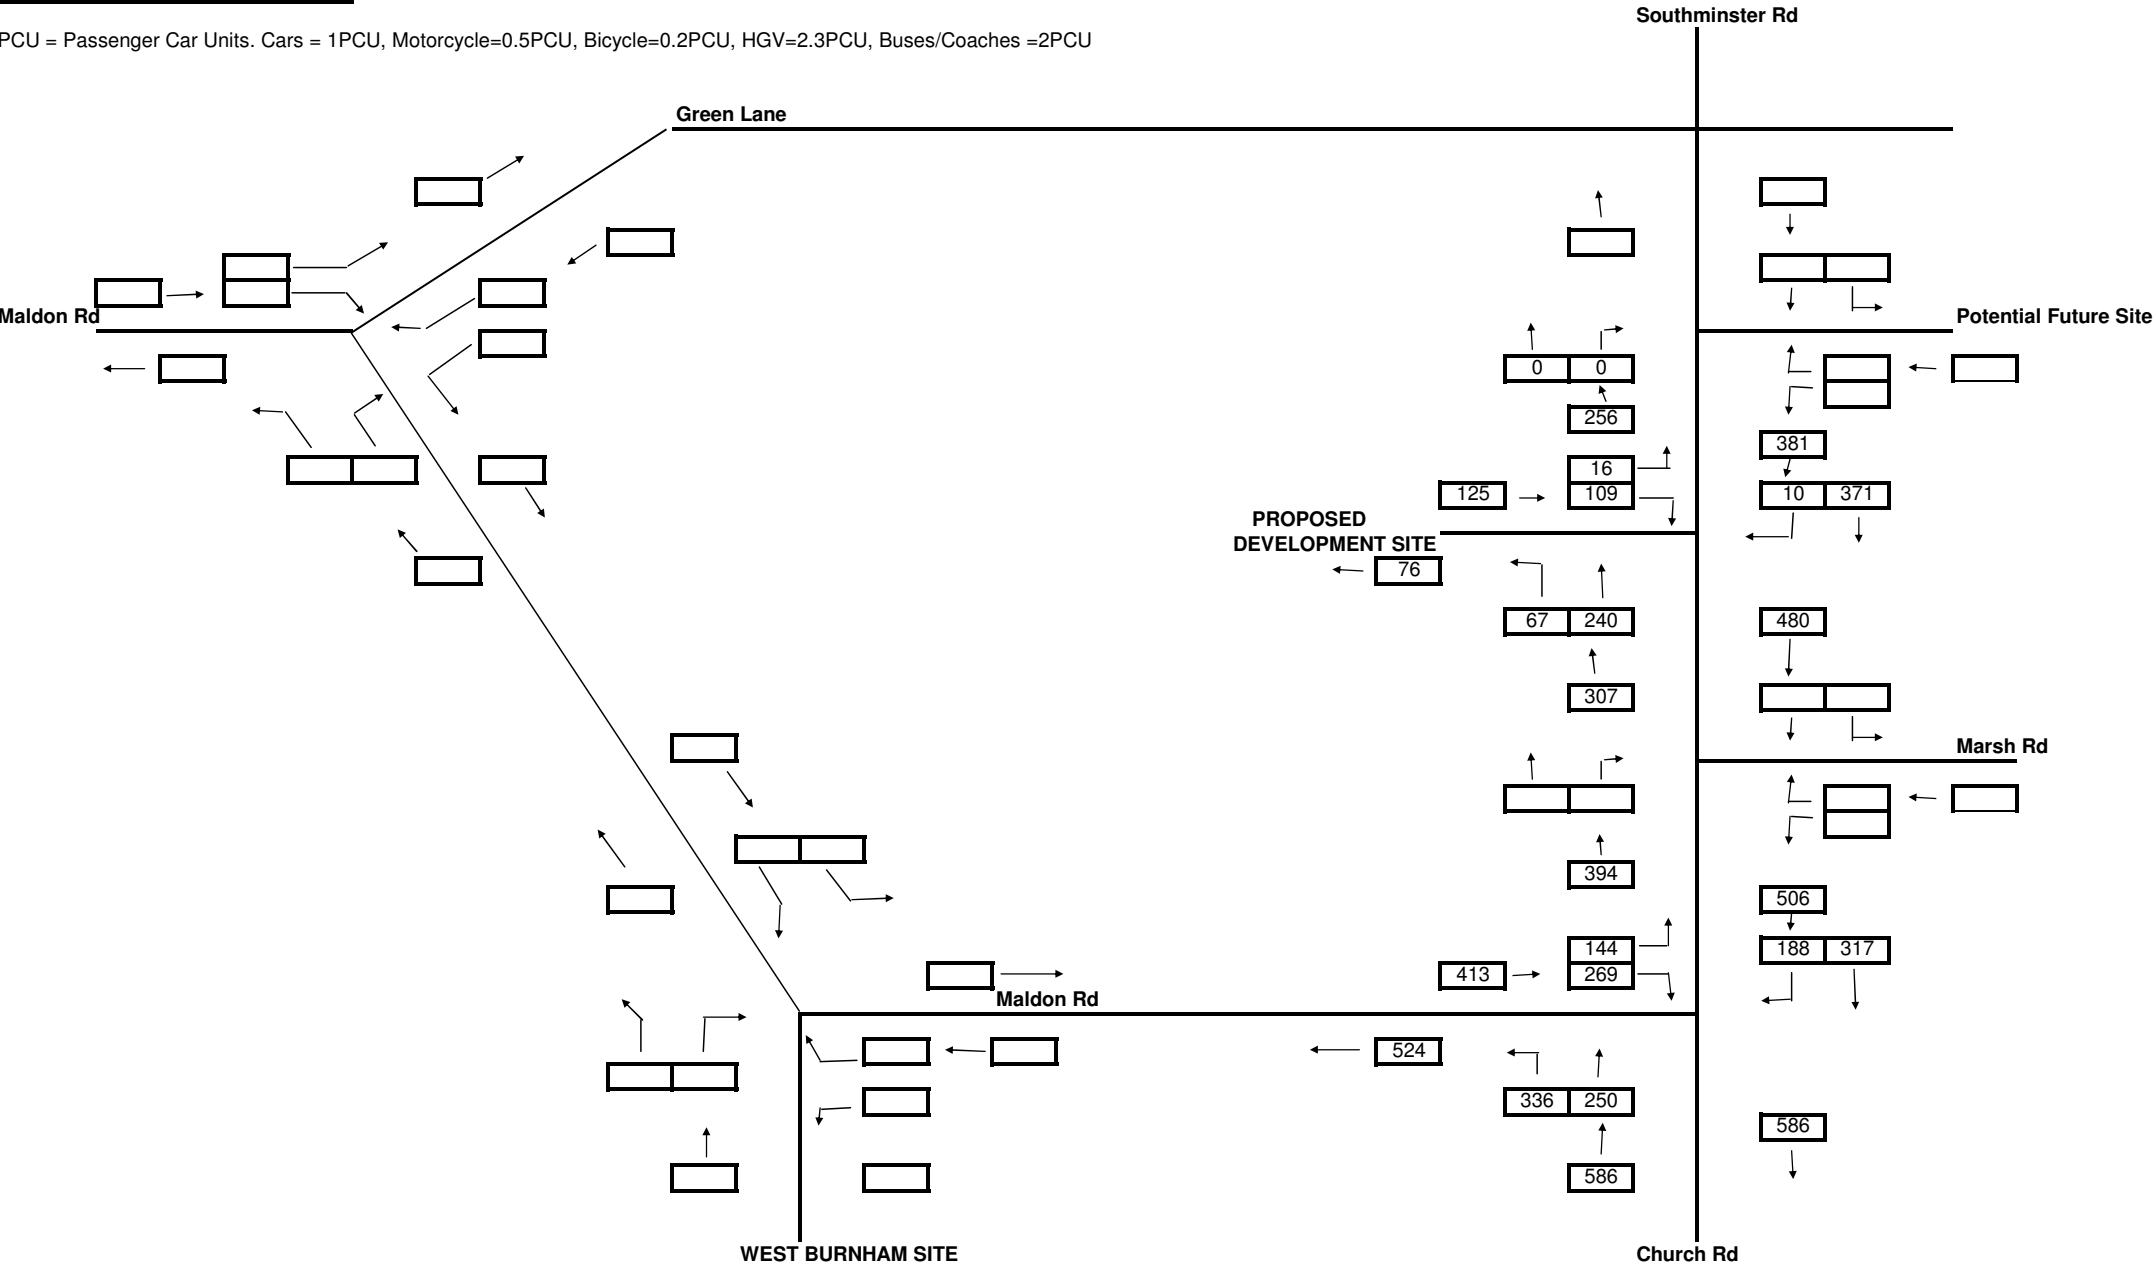 Southminster Rd
PCU = Passenger Car Units. Cars = 1PCU, Motorcycle=0.5PCU, Bicycle=0.2PCU, HGV=2.3PCU, Buses/Coaches =2PCU
Green Lane
Maldon Rd
Potential Future Site
0 0
256
381
16
125 109
10 371
PROPOSED
DEVELOPMENT SITE
76
67 240
480
307
Marsh Rd
394
506
144
188 317
413 269
Maldon Rd
524
336 250
586
586
WEST BURNHAM SITE
Church Rd